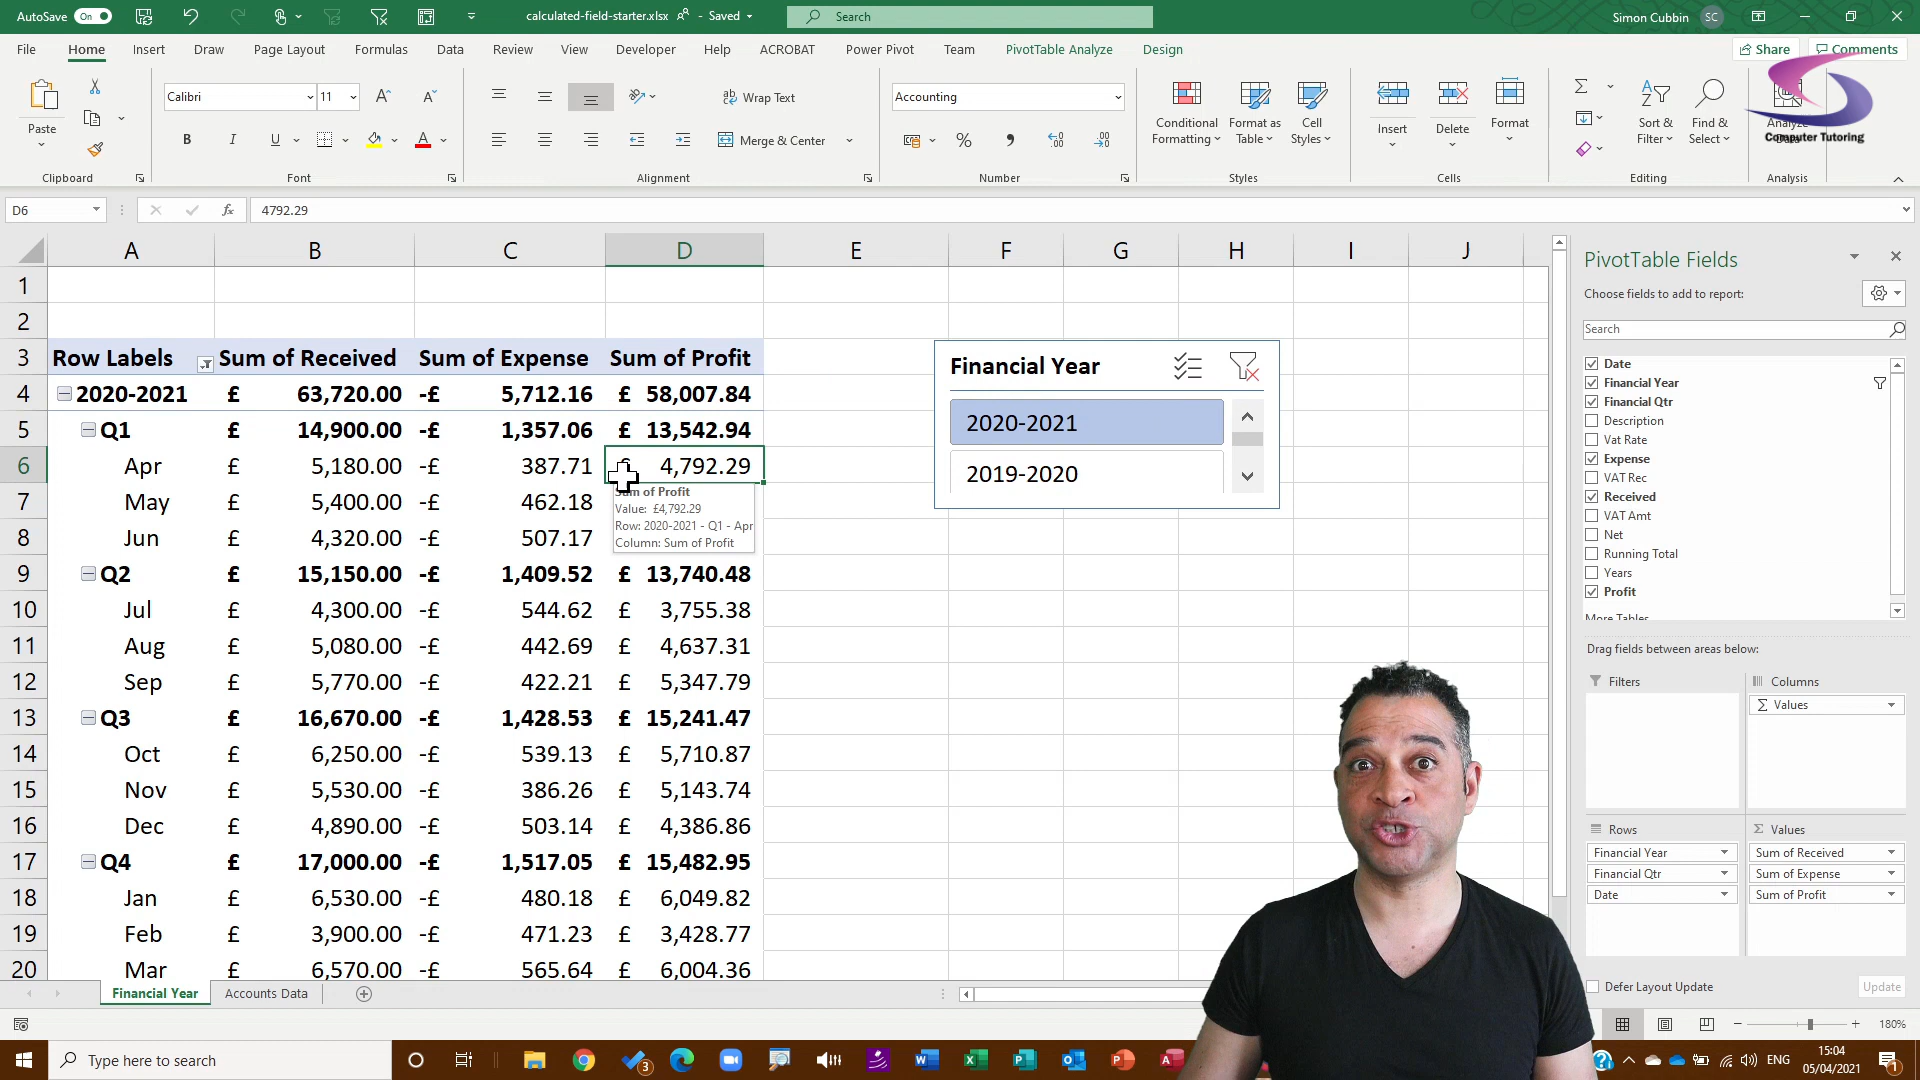 AutoSave On calculated-field-starter.xlsx - Saved Search Simon Cubbin SC
File Home Insert Draw Page Layout Formulas Data Review View Developer Help ACROBAT Power Pivot Team PivotTable Analyze Design Share Comments
Calibri 11 Wrap Text Accounting
Paste B I U Merge & Center % Conditional Formatting Format as Table Cell Styles Insert Delete Format Sort & Filter Find & Select
Computer Tutoring
Clipboard Font Alignment Number Styles Cells Editing Analysis
D6 fx 4792.29
A B C D E F G H I J
1
2
3 Row Labels Sum of Received Sum of Expense Sum of Profit
4 2020-2021 £ 63,720.00 -£ 5,712.16 £ 58,007.84
5 Q1 £ 14,900.00 -£ 1,357.06 £ 13,542.94
6 Apr £ 5,180.00 -£ 387.71 4,792.29
7 May £ 5,400.00 -£ 462.18
8 Jun £ 4,320.00 -£ 507.17
9 Q2 £ 15,150.00 -£ 1,409.52 £ 13,740.48
10 Jul £ 4,300.00 -£ 544.62 £ 3,755.38
11 Aug £ 5,080.00 -£ 442.69 £ 4,637.31
12 Sep £ 5,770.00 -£ 422.21 £ 5,347.79
13 Q3 £ 16,670.00 -£ 1,428.53 £ 15,241.47
14 Oct £ 6,250.00 -£ 539.13 £ 5,710.87
15 Nov £ 5,530.00 -£ 386.26 £ 5,143.74
16 Dec £ 4,890.00 -£ 503.14 £ 4,386.86
17 Q4 £ 17,000.00 -£ 1,517.05 £ 15,482.95
18 Jan £ 6,530.00 -£ 480.18 £ 6,049.82
19 Feb £ 3,900.00 -£ 471.23 £ 3,428.77
20 Mar £ 6,570.00 -£ 565.64 £ 6,004.36
Sum of Profit
Value: £4,792.29
Row: 2020-2021 - Q1 - Apr
Column: Sum of Profit
Financial Year
2020-2021
2019-2020
PivotTable Fields
Choose fields to add to report:
Search
Date
Financial Year
Financial Qtr
Description
Vat Rate
Expense
VAT Rec
Received
VAT Amt
Net
Running Total
Years
Profit
More Tables
Drag fields between areas below:
Filters Columns
Σ Values
Rows Σ Values
Financial Year Sum of Received
Financial Qtr Sum of Expense
Date Sum of Profit
Defer Layout Update Update
Financial Year Accounts Data
180%
Type here to search 3 ENG 15:04
05/04/2021 1